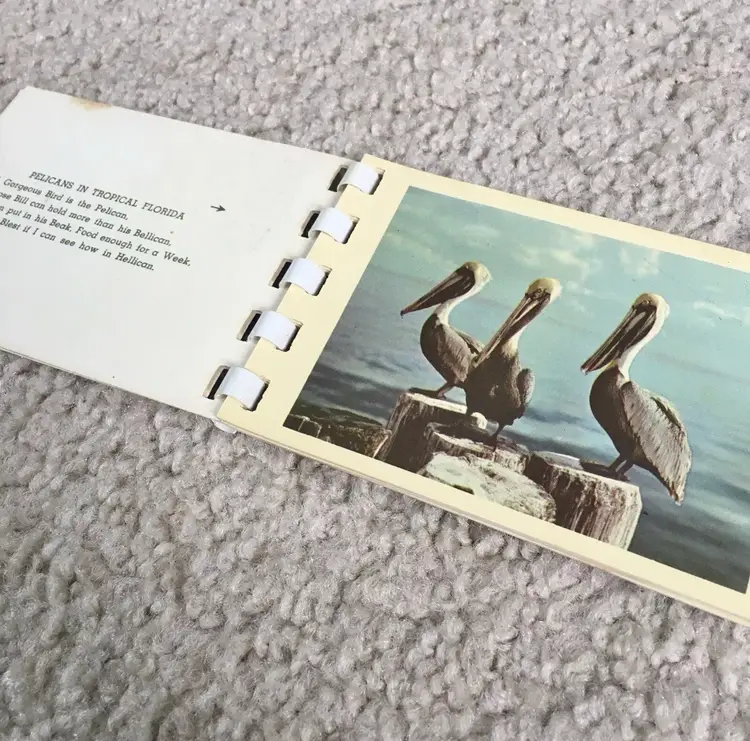 PELICANS IN TROPICAL FLORIDA
Gorgeous Bird is the Pelican,
Bill can hold more than his Bellican.
put in his Beak, Food enough for a Week,
Blest if I can see how in Hellican.